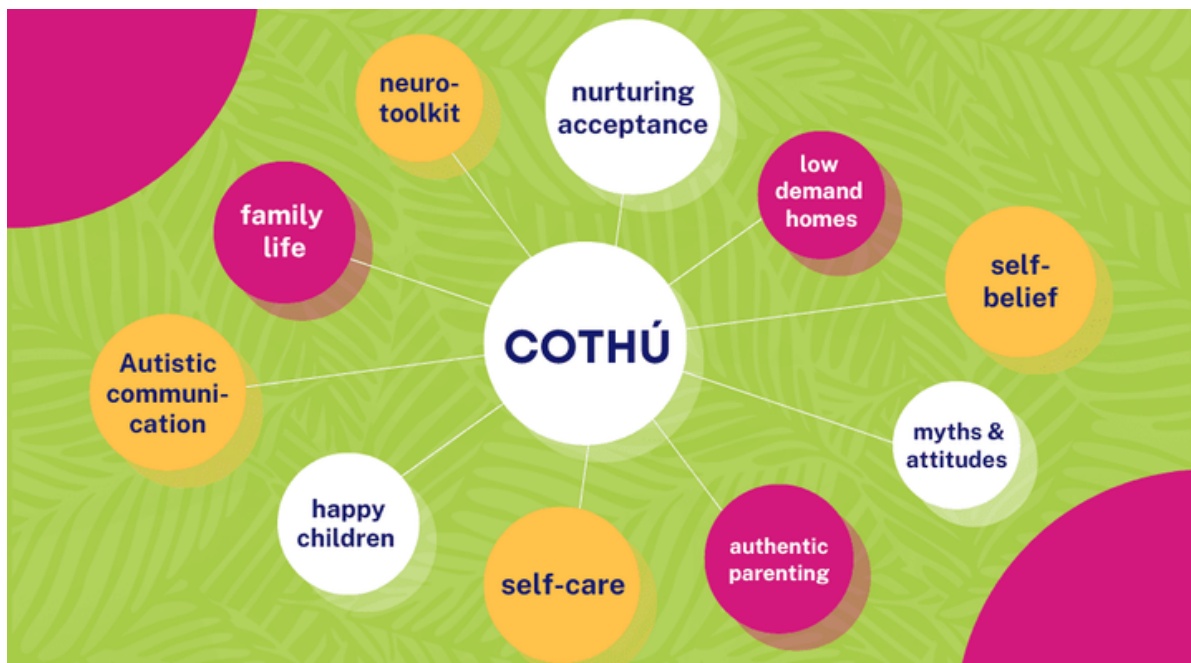 neuro-
toolkit
nurturing
acceptance
low
demand
homes
family
life
self-
belief
COTHÚ
Autistic
communi-
cation
myths &
attitudes
happy
children
self-care
authentic
parenting